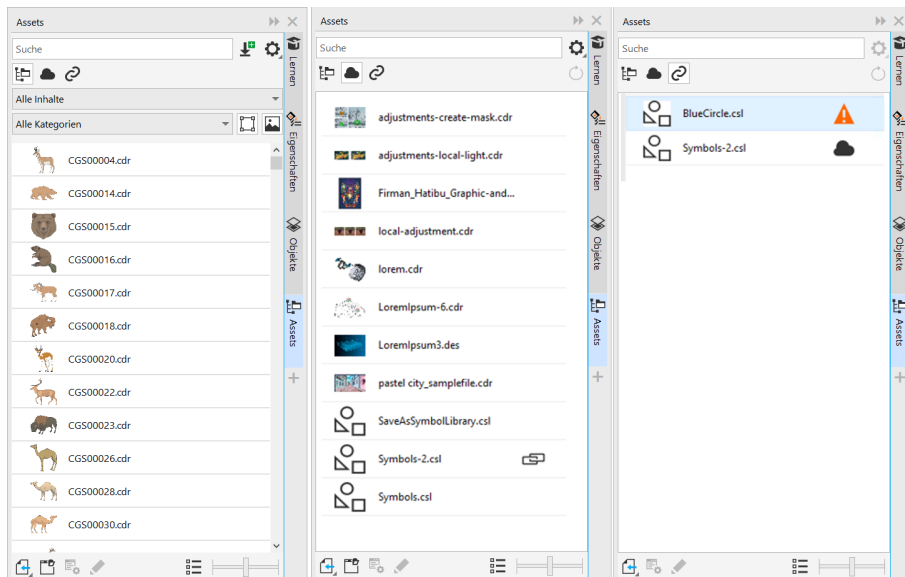 Assets
Suche
Alle Inhalte
Alle Kategorien
CGS00004.cdr
CGS00014.cdr
CGS00015.cdr
CGS00016.cdr
CGS00017.cdr
CGS00018.cdr
CGS00020.cdr
CGS00022.cdr
CGS00023.cdr
CGS00026.cdr
CGS00028.cdr
CGS00030.cdr
Lernen
Eigenschaften
Objekte
Assets
Assets
Suche
adjustments-create-mask.cdr
adjustments-local-light.cdr
Firman_Hatibu_Graphic-and...
local-adjustment.cdr
lorem.cdr
LoremIpsum-6.cdr
LoremIpsum3.des
pastel city_samplefile.cdr
SaveAsSymbolLibrary.csl
Symbols-2.csl
Symbols.csl
Lernen
Eigenschaften
Objekte
Assets
Assets
Suche
BlueCircle.csl
Symbols-2.csl
Lernen
Eigenschaften
Objekte
Assets